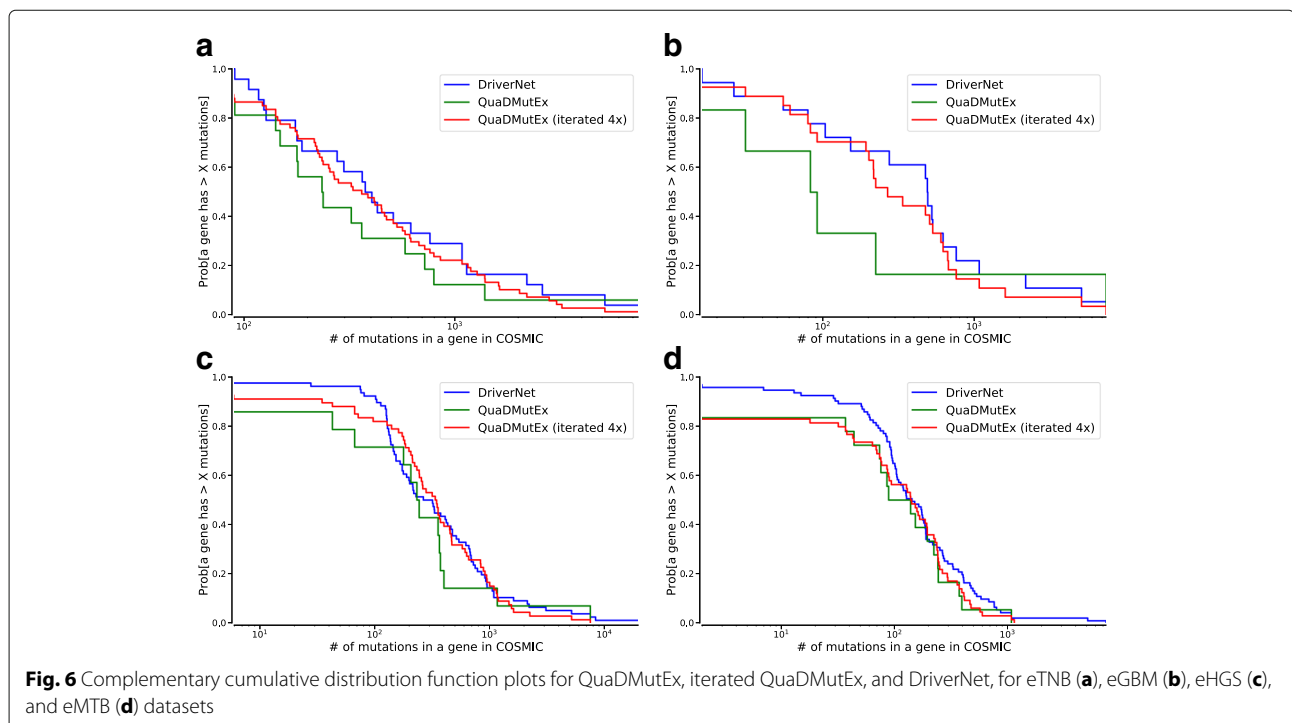 a
Prob[a gene has > X mutations]
1.0
0.8
0.6
0.4
0.2
0.0
DriverNet
QuaDMutEx
QuaDMutEx (iterated 4x)
10²
10³
# of mutations in a gene in COSMIC
b
Prob[a gene has > X mutations]
1.0
0.8
0.6
0.4
0.2
0.0
DriverNet
QuaDMutEx
QuaDMutEx (iterated 4x)
10²
10³
# of mutations in a gene in COSMIC
c
Prob[a gene has > X mutations]
1.0
0.8
0.6
0.4
0.2
0.0
DriverNet
QuaDMutEx
QuaDMutEx (iterated 4x)
10¹
10²
10³
10⁴
# of mutations in a gene in COSMIC
d
Prob[a gene has > X mutations]
1.0
0.8
0.6
0.4
0.2
0.0
DriverNet
QuaDMutEx
QuaDMutEx (iterated 4x)
10¹
10²
10³
# of mutations in a gene in COSMIC
Fig. 6 Complementary cumulative distribution function plots for QuaDMutEx, iterated QuaDMutEx, and DriverNet, for eTNB (a), eGBM (b), eHGS (c),
and eMTB (d) datasets